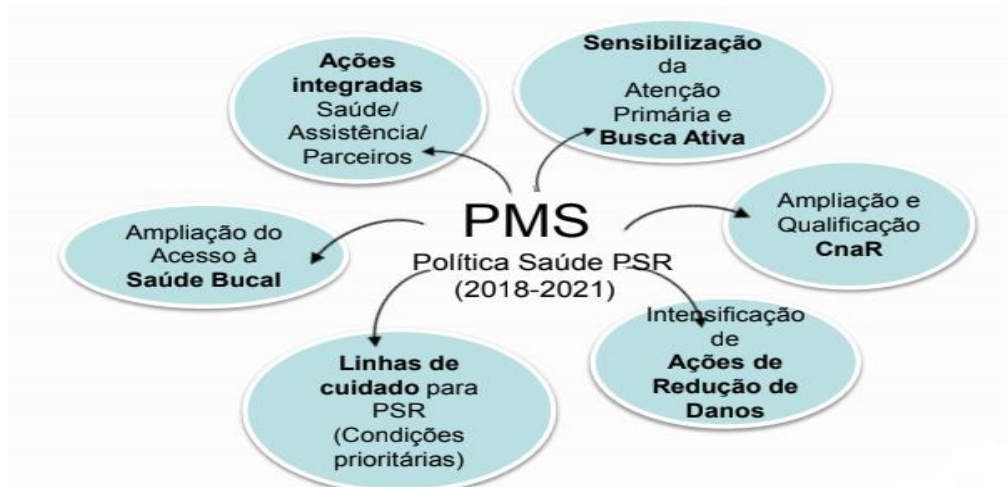 Ações
integradas
Saúde/
Assistência/
Parceiros
Sensibilização
da
Atenção
Primária e
Busca Ativa
Ampliação do
Acesso à
Saúde Bucal
PMS
Política Saúde PSR
(2018-2021)
Ampliação e
Qualificação
CnaR
Linhas de
cuidado para
PSR
(Condições
prioritárias)
Intensificação
de
Ações de
Redução de
Danos